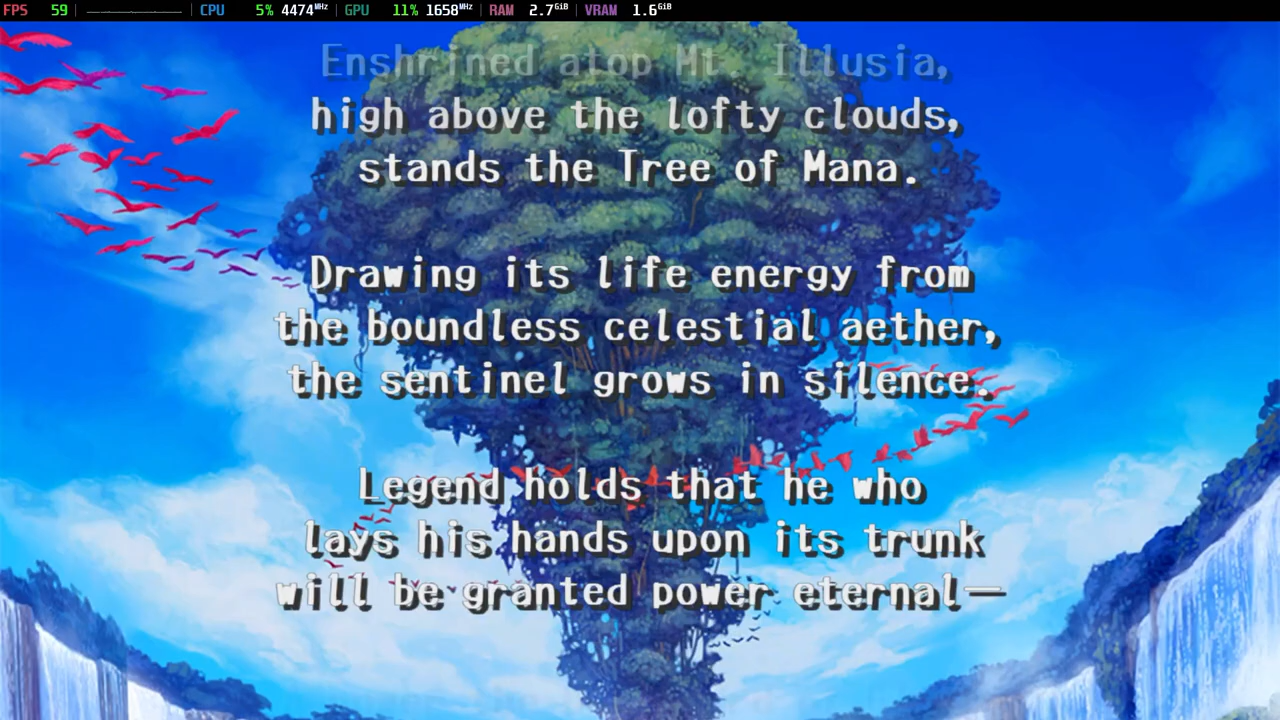 FPS 59 CPU 5% 4474MHz GPU 11% 1658MHz RAM 2.7GiB VRAM 1.6GiB
Enshrined atop Mt. Illusia,
high above the lofty clouds,
stands the Tree of Mana.
Drawing its life energy from
the boundless celestial aether,
the sentinel grows in silence.
Legend holds that he who
lays his hands upon its trunk
will be granted power eternal—